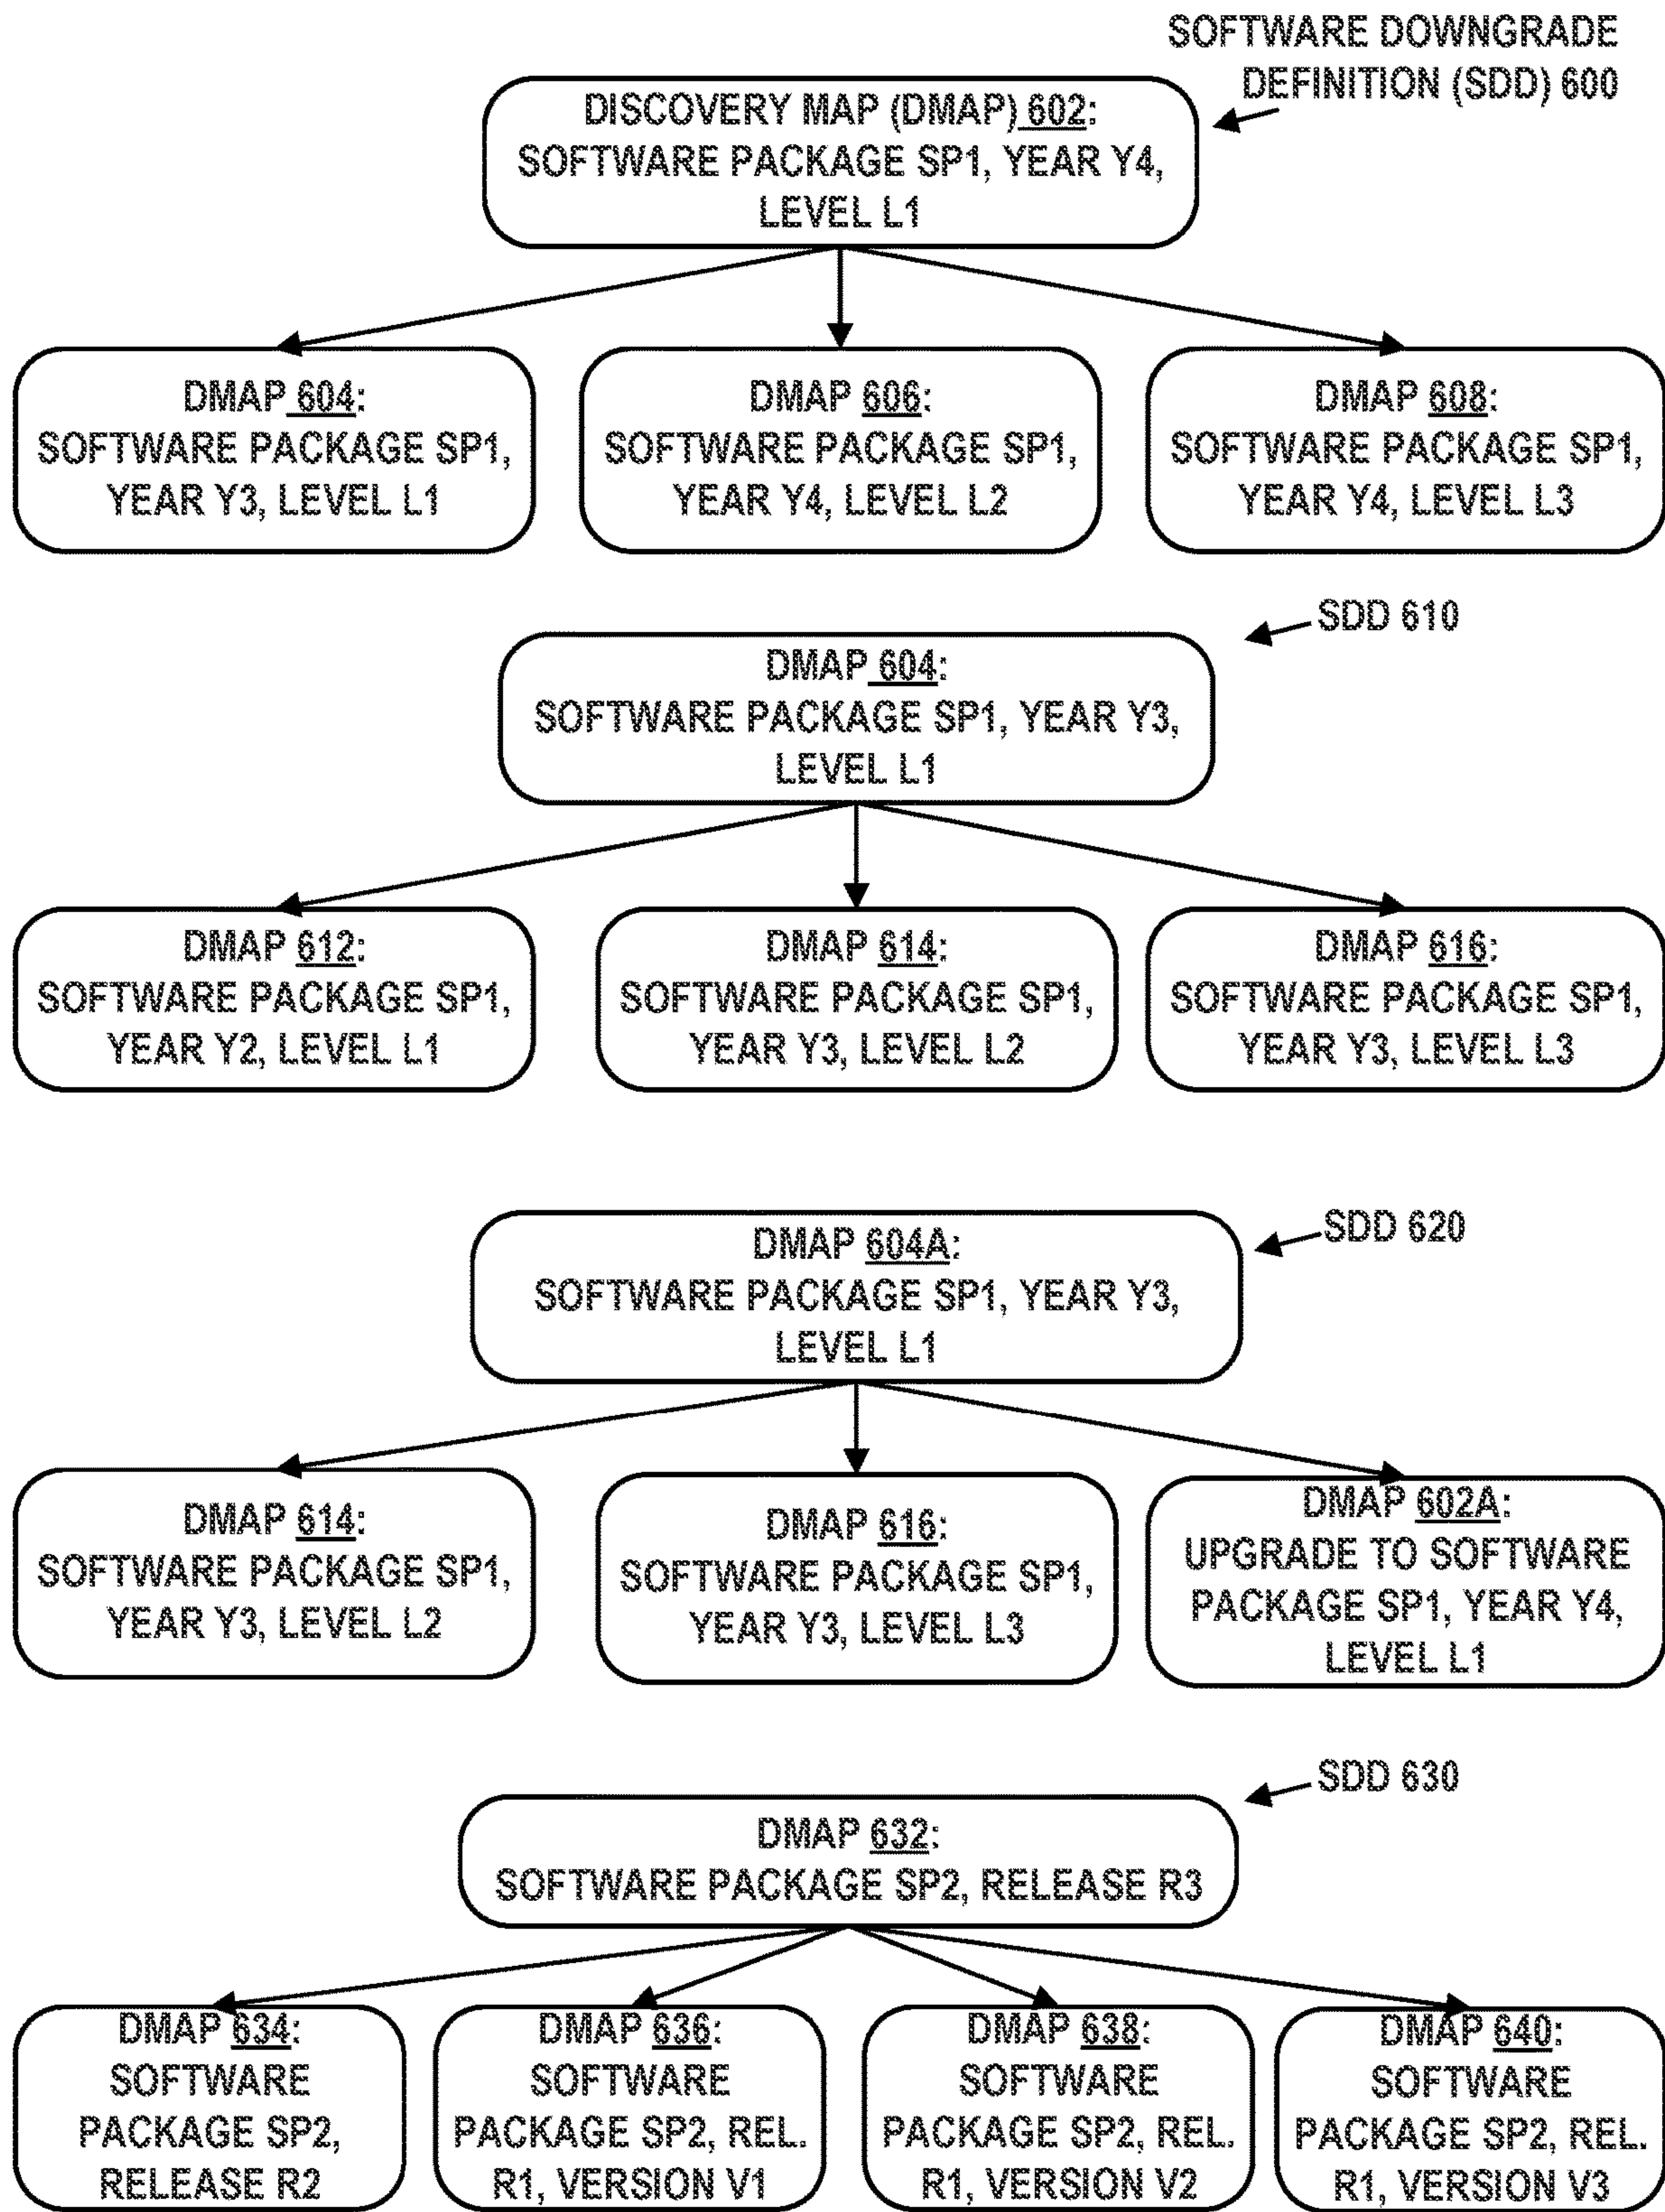 SOFTWARE DOWNGRADE
DEFINITION (SDD) 600
DISCOVERY MAP (DMAP) 602:
SOFTWARE PACKAGE SP1, YEAR Y4,
LEVEL L1
DMAP 604:
SOFTWARE PACKAGE SP1,
YEAR Y3, LEVEL L1
DMAP 606:
SOFTWARE PACKAGE SP1,
YEAR Y4, LEVEL L2
DMAP 608:
SOFTWARE PACKAGE SP1,
YEAR Y4, LEVEL L3
SDD 610
DMAP 604:
SOFTWARE PACKAGE SP1, YEAR Y3,
LEVEL L1
DMAP 612:
SOFTWARE PACKAGE SP1,
YEAR Y2, LEVEL L1
DMAP 614:
SOFTWARE PACKAGE SP1,
YEAR Y3, LEVEL L2
DMAP 616:
SOFTWARE PACKAGE SP1,
YEAR Y3, LEVEL L3
SDD 620
DMAP 604A:
SOFTWARE PACKAGE SP1, YEAR Y3,
LEVEL L1
DMAP 614:
SOFTWARE PACKAGE SP1,
YEAR Y3, LEVEL L2
DMAP 616:
SOFTWARE PACKAGE SP1,
YEAR Y3, LEVEL L3
DMAP 602A:
UPGRADE TO SOFTWARE
PACKAGE SP1, YEAR Y4,
LEVEL L1
SDD 630
DMAP 632:
SOFTWARE PACKAGE SP2, RELEASE R3
DMAP 634:
SOFTWARE
PACKAGE SP2,
RELEASE R2
DMAP 636:
SOFTWARE
PACKAGE SP2, REL.
R1, VERSION V1
DMAP 638:
SOFTWARE
PACKAGE SP2, REL.
R1, VERSION V2
DMAP 640:
SOFTWARE
PACKAGE SP2, REL.
R1, VERSION V3